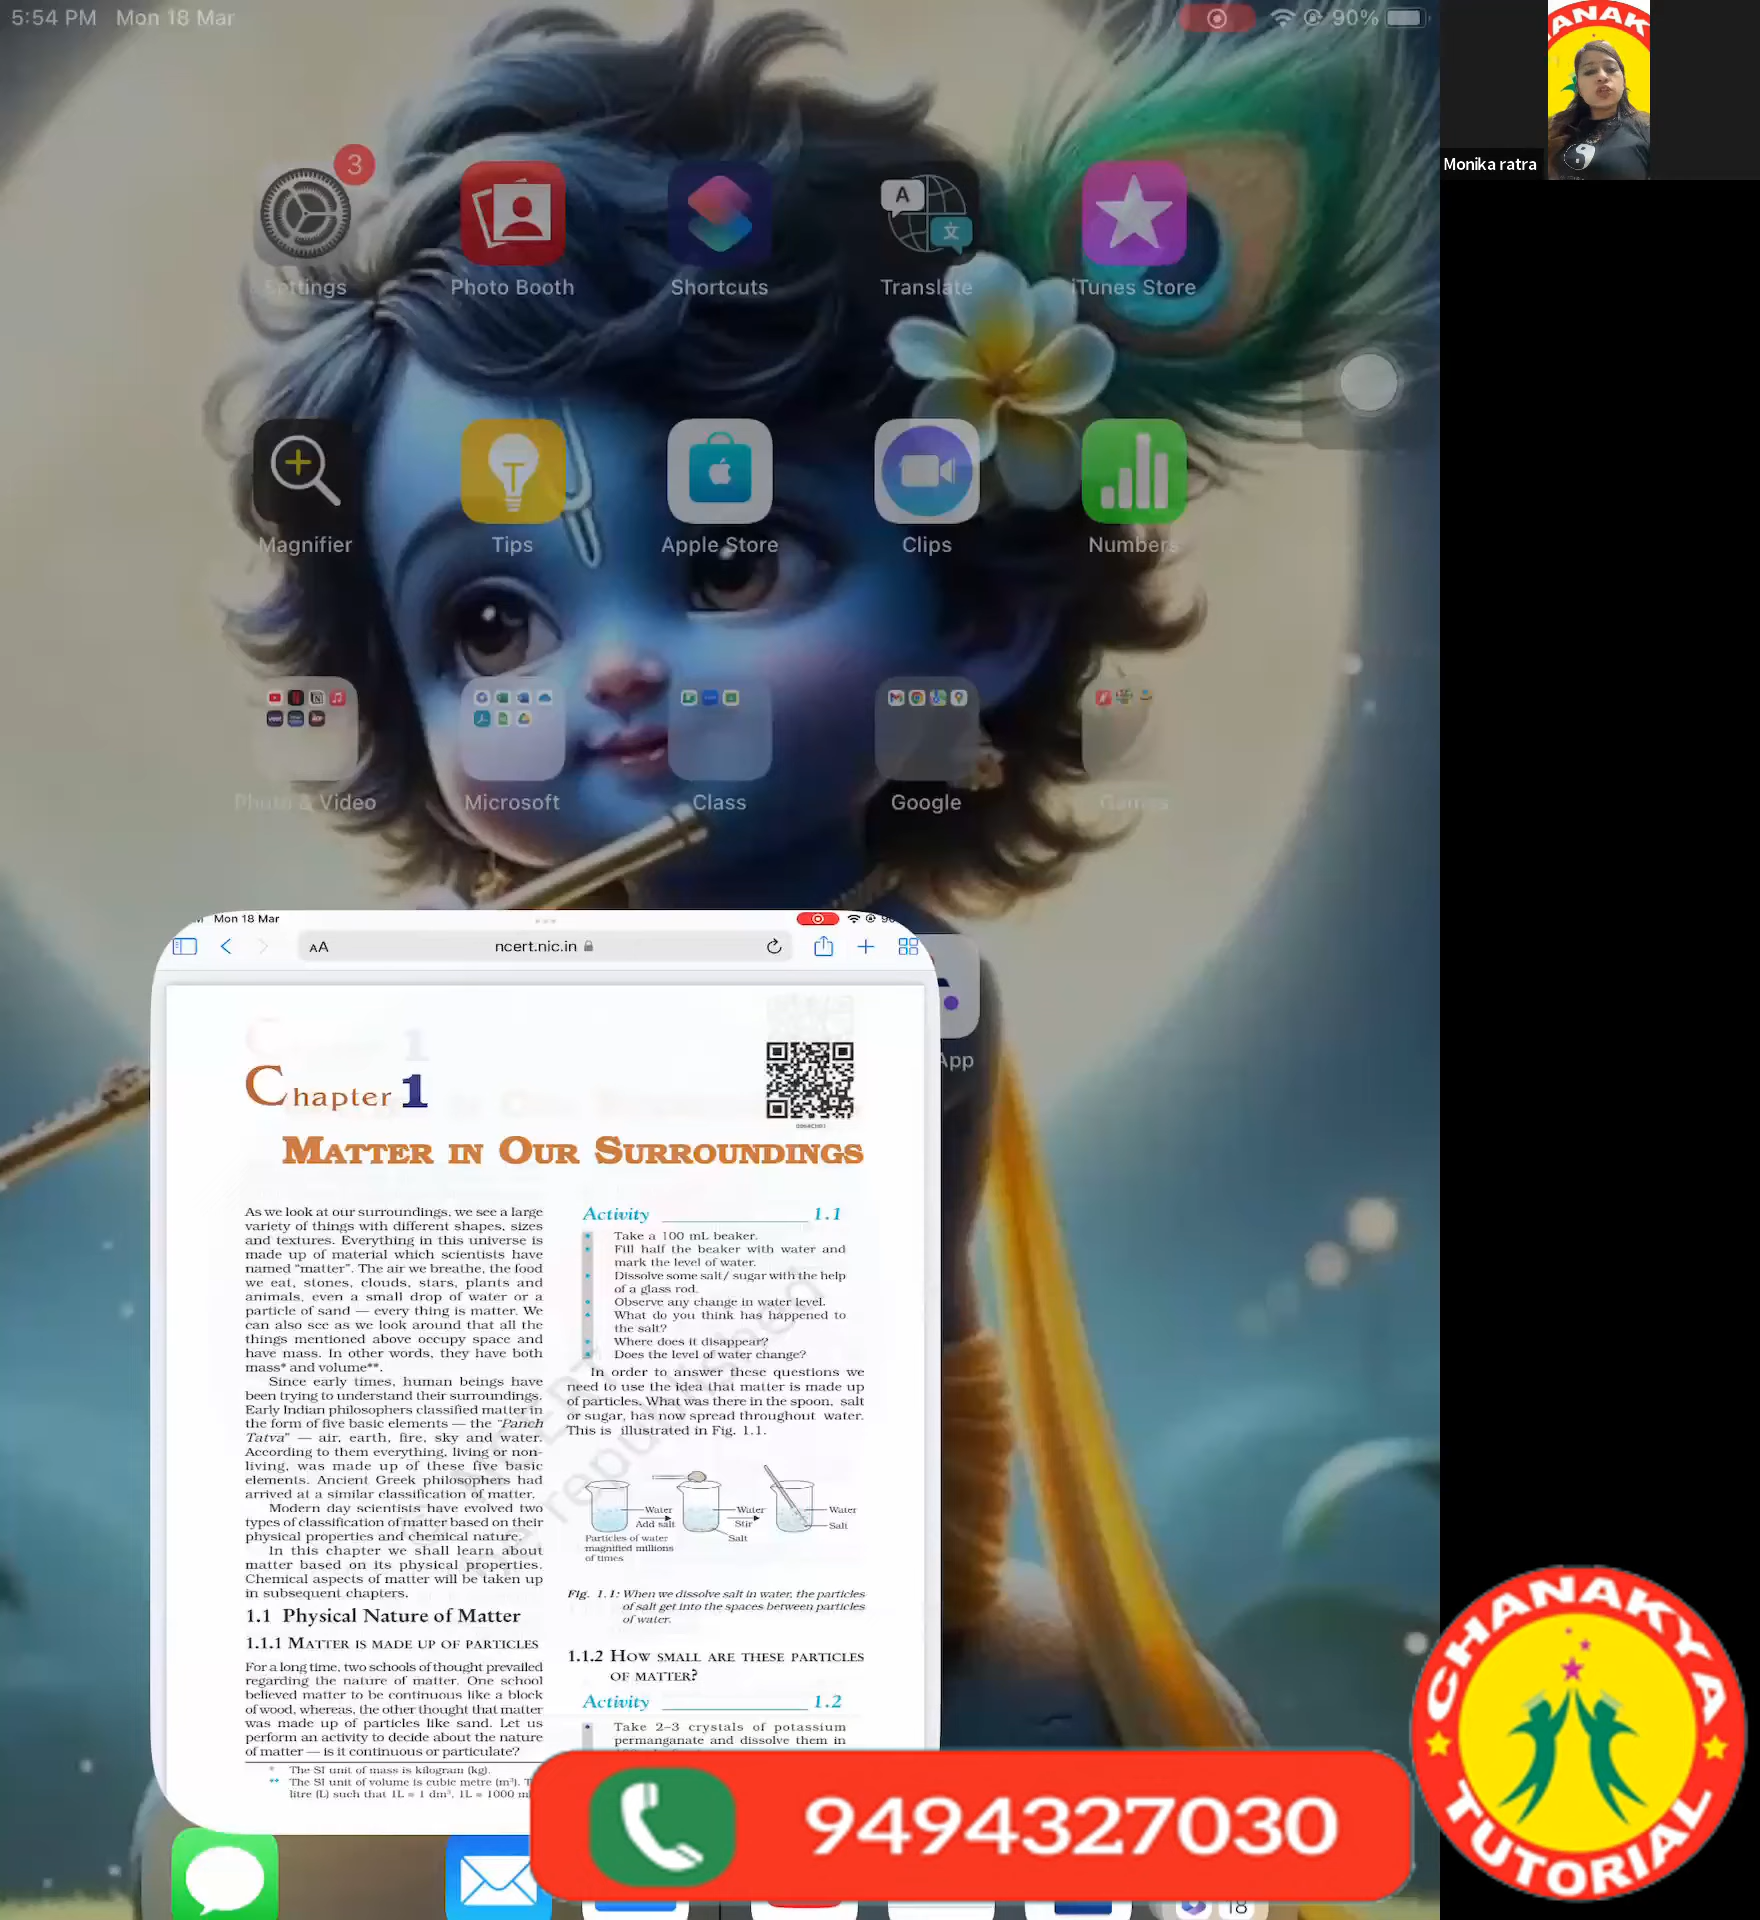 5:54 PM Mon 18 Mar
90%
ANAK
Monika ratra
3
Settings
Photo Booth
Shortcuts
Translate
iTunes Store
Magnifier
Tips
Apple Store
Clips
Numbers
Photo & Video
Microsoft
Class
Google
Games
App
Mon 18 Mar
AA
ncert.nic.in
Chapter 1
MATTER IN OUR SURROUNDINGS
As we look at our surroundings, we see a large
variety of things with different shapes, sizes
and textures. Everything in this universe is
made up of material which scientists have
named "matter". The air we breathe, the food
we eat, stones, clouds, stars, plants and
animals, even a small drop of water or a
particle of sand — every thing is matter. We
can also see as we look around that all the
things mentioned above occupy space and
have mass. In other words, they have both
mass* and volume**.
Since early times, human beings have
been trying to understand their surroundings.
Early Indian philosophers classified matter in
the form of five basic elements — the "Panch
Tatva" — air, earth, fire, sky and water.
According to them everything, living or non-
living, was made up of these five basic
elements. Ancient Greek philosophers had
arrived at a similar classification of matter.
Modern day scientists have evolved two
types of classification of matter based on their
physical properties and chemical nature.
In this chapter we shall learn about
matter based on its physical properties.
Chemical aspects of matter will be taken up
in subsequent chapters.
1.1 Physical Nature of Matter
1.1.1 MATTER IS MADE UP OF PARTICLES
For a long time, two schools of thought prevailed
regarding the nature of matter. One school
believed matter to be continuous like a block
of wood, whereas, the other thought that matter
was made up of particles like sand. Let us
perform an activity to decide about the nature
of matter — is it continuous or particulate?
* The SI unit of mass is kilogram (kg).
** The SI unit of volume is cubic metre (m³). T
litre (L) such that 1L = 1 dm³, 1L = 1000 m
Activity 1.1
Take a 100 mL beaker.
Fill half the beaker with water and
mark the level of water.
Dissolve some salt/ sugar with the help
of a glass rod.
Observe any change in water level.
What do you think has happened to
the salt?
Where does it disappear?
Does the level of water change?
In order to answer these questions we
need to use the idea that matter is made up
of particles. What was there in the spoon, salt
or sugar, has now spread throughout water.
This is illustrated in Fig. 1.1.
Water
Add salt
Water
Stir
Water
Salt
Salt
Particles of water
magnified millions
of times
Fig. 1.1: When we dissolve salt in water, the particles
of salt get into the spaces between particles
of water.
1.1.2 HOW SMALL ARE THESE PARTICLES
OF MATTER?
Activity 1.2
Take 2–3 crystals of potassium
permanganate and dissolve them in
republished
9494327030
18
CHANAKYA
TUTORIAL